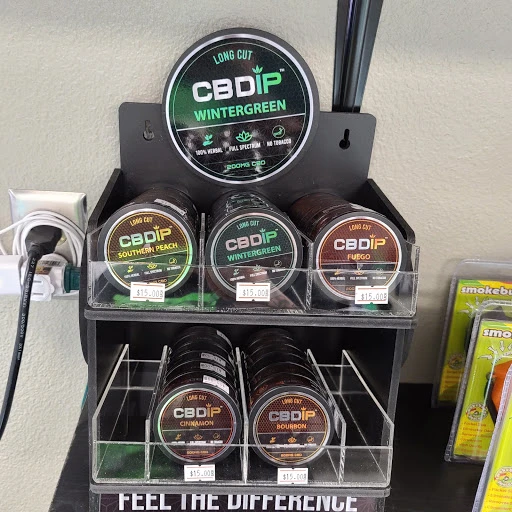 LONG CUT
CBDIP™
WINTERGREEN
100% HERBAL
FULL SPECTRUM
NO TOBACCO
200MG CBD
LONG CUT
CBDIP
SOUTHERN PEACH
$15.00
LONG CUT
CBDIP
WINTERGREEN
$15.00
LONG CUT
CBDIP
FUEGO
$15.00
LONG CUT
CBDIP
CINNAMON
$15.00
LONG CUT
CBDIP
BOURBON
$15.00
FEEL THE DIFFERENCE
smokebu
smo